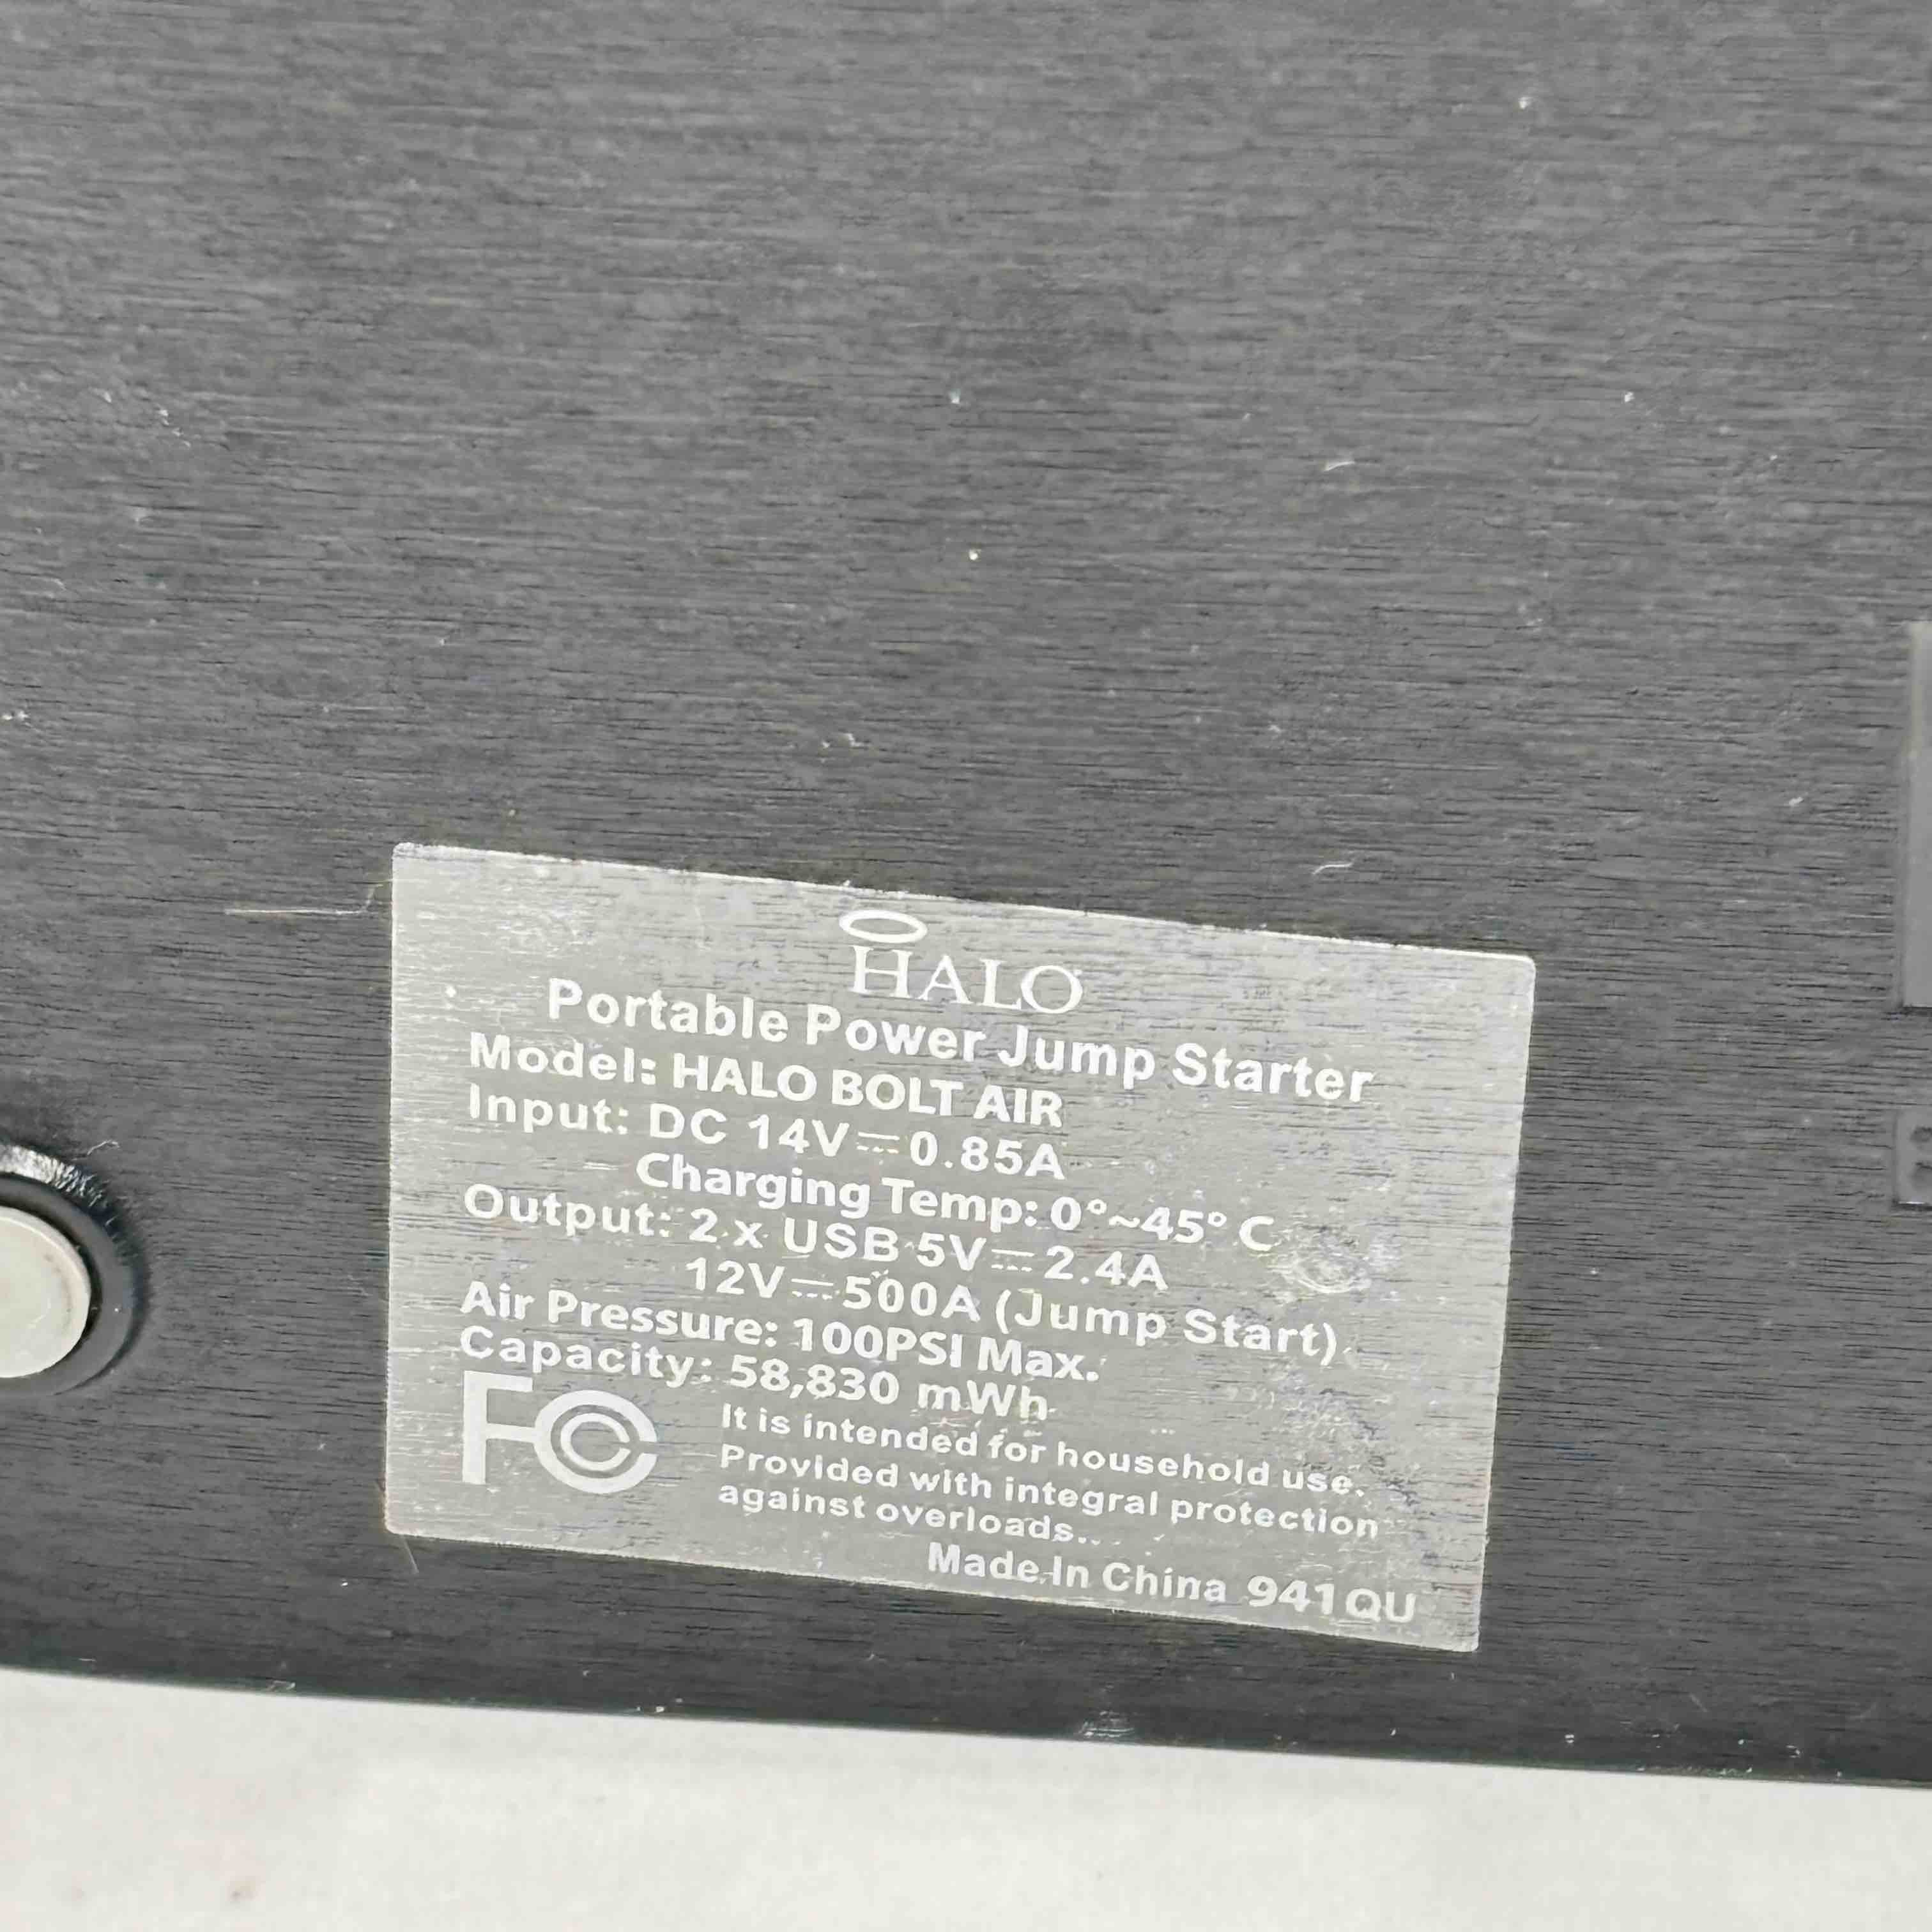 HALO
Portable Power Jump Starter
Model: HALO BOLT AIR
Input: DC 14V⎓0.85A
Charging Temp: 0°~45° C
Output: 2 x USB 5V⎓2.4A
12V⎓500A (Jump Start)
Air Pressure: 100PSI Max.
Capacity: 58,830 mWh
FC
It is intended for household use.
Provided with integral protection
against overloads.
Made In China 941QU